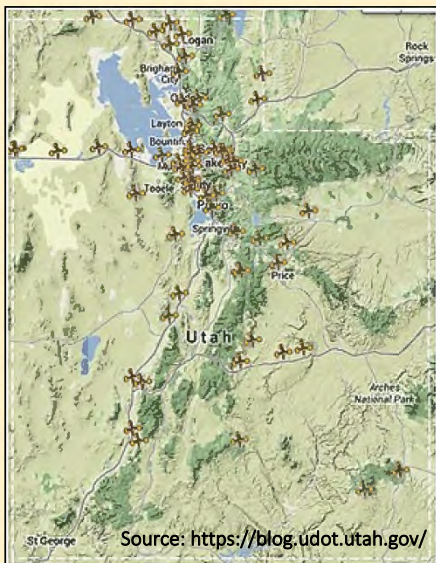 Logan
Rock
Springs
Brigham
City
Layton
Bountif
Tooele
Provo
Springville
Price
Utah
Arches
National Park
St George
Source: https://blog.udot.utah.gov/